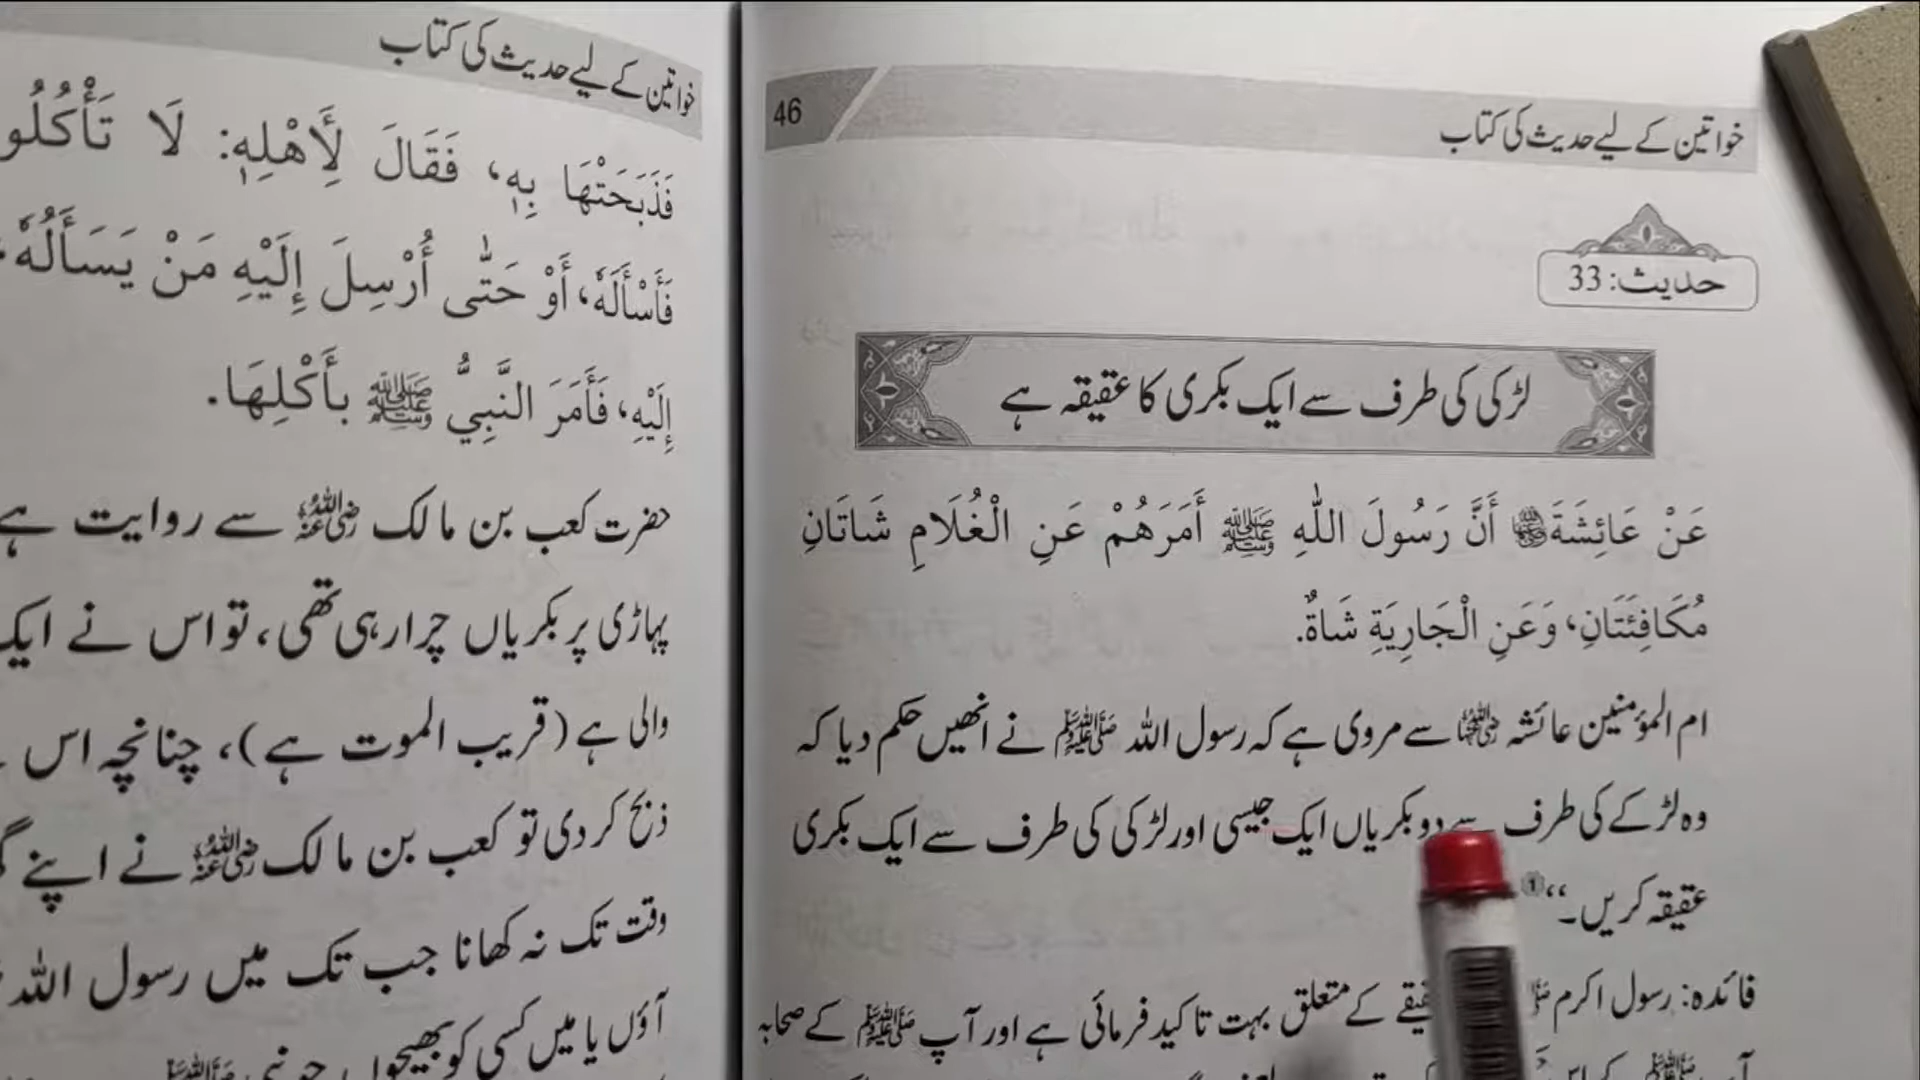 خواتین کے لیے حدیث کی کتاب
46
حدیث: 33
لڑکی کی طرف سے ایک بکری کا عقیقہ ہے
عَنْ عَائِشَةَ رضی اللہ عنہا أَنَّ رَسُولَ اللّٰهِ ﷺ أَمَرَهُمْ عَنِ الْغُلَامِ شَاتَانِ
مُكَافِئَتَانِ، وَعَنِ الْجَارِيَةِ شَاةٌ.
ام المؤمنین عائشہ رضی اللہ عنہا سے مروی ہے کہ رسول اللہ ﷺ نے انھیں حکم دیا کہ
وہ لڑکے کی طرف سے دو بکریاں ایک جیسی اور لڑکی کی طرف سے ایک بکری
عقیقہ کریں۔‘‘ ①
فائدہ: رسول اکرم ﷺ کے متعلق بہت تاکید فرمائی ہے اور آپ ﷺ کے صحابہ
خواتین کے لیے حدیث کی کتاب
فَذَبَحَتْهَا بِهٖ، فَقَالَ لِأَهْلِهٖ: لَا
فَأَسْأَلَهٗ، أَوْ حَتّٰى أُرْسِلَ إِلَيْهِ مَنْ يَسَأَلُهٗ،
إِلَيْهِ، فَأَمَرَ النَّبِيُّ ﷺ بِأَكْلِهَا.
حضرت کعب بن مالک رضی اللہ عنہ سے روایت ہے
پہاڑی پر بکریاں چرا رہی تھی، تو اس نے ایک
والی ہے (قریب الموت ہے)، چنانچہ اس
ذبح کر دی تو کعب بن مالک رضی اللہ عنہ نے اپنے
وقت تک نہ کھانا جب تک میں رسول اللہ
آؤں یا میں کسی کو بھیجوں جو نبی ﷺ